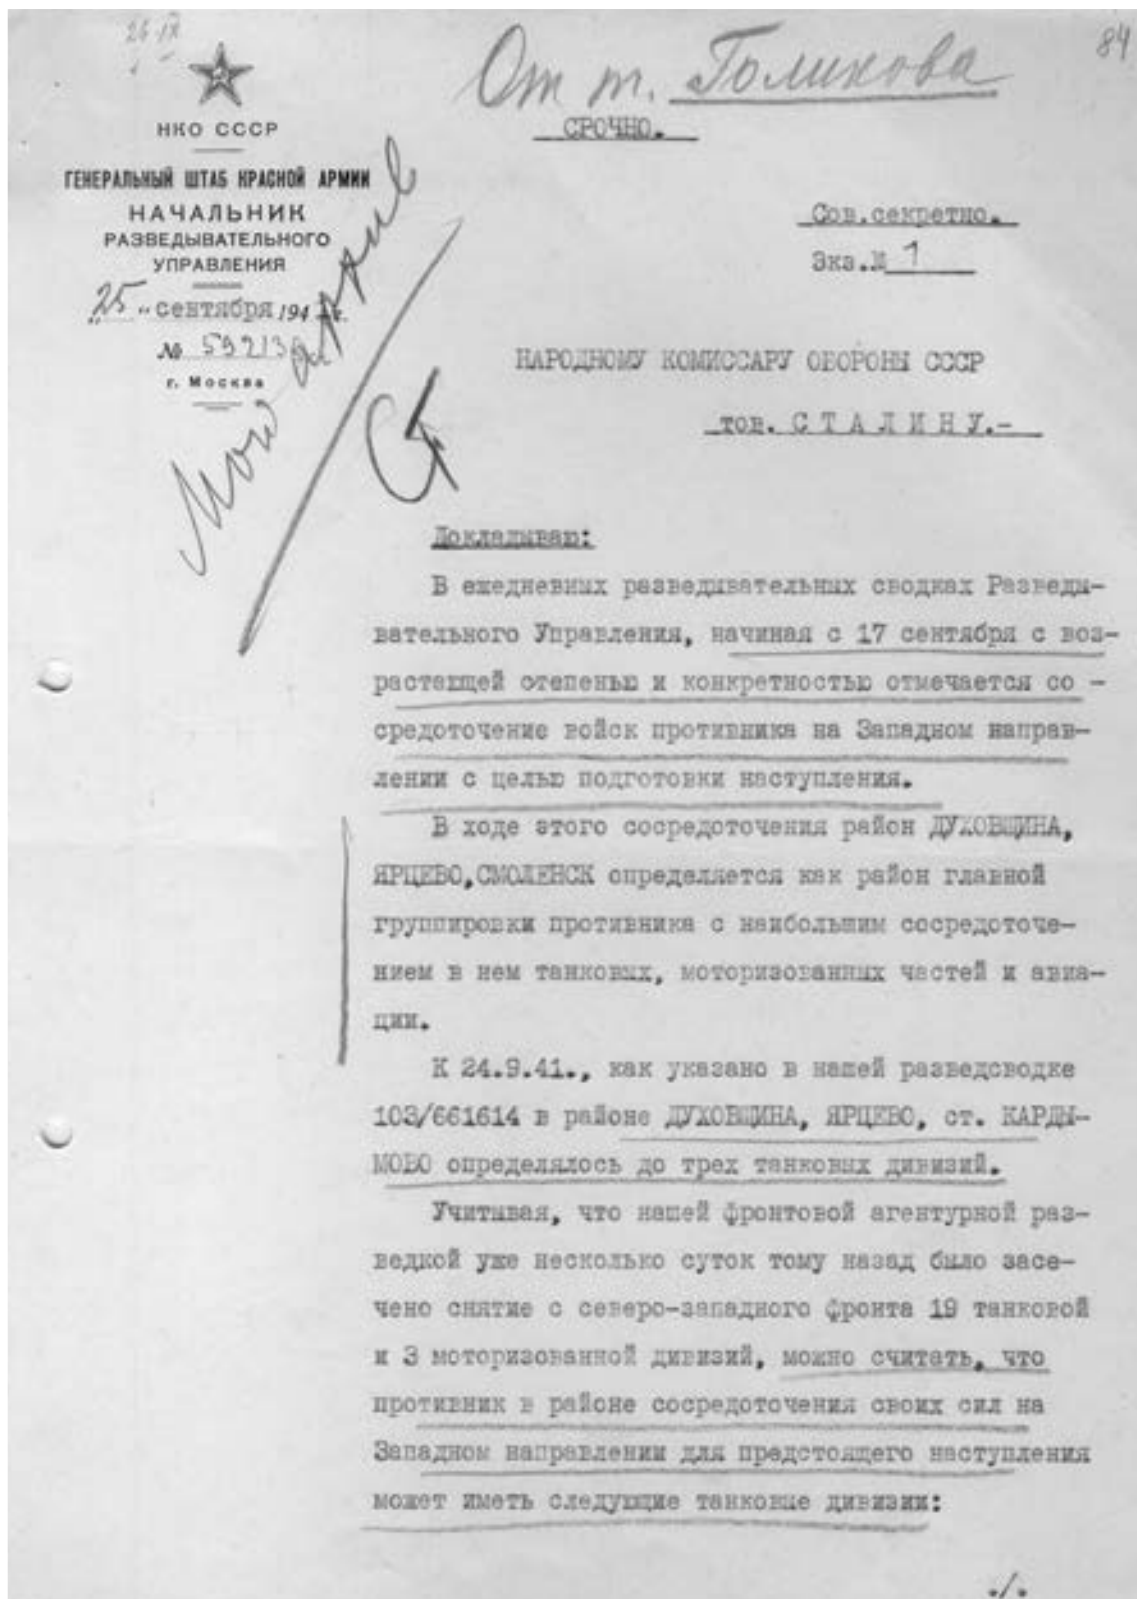 26-IX
84
От т. Голикова
СРОЧНО.
НКО СССР
ГЕНЕРАЛЬНЫЙ ШТАБ КРАСНОЙ АРМИИ
НАЧАЛЬНИК
РАЗВЕДЫВАТЕЛЬНОГО
УПРАВЛЕНИЯ
"25" сентября 194 г.
№
г. Москва
Мой архив
Сов.секретно.
Экз.№ 1
НАРОДНОМУ КОМИССАРУ ОБОРОНЫ СССР
тов. С Т А Л И Н У.-
Докладываю:
В ежедневных разведывательных сводках Разведы-
вательного Управления, начиная с 17 сентября с воз-
растающей степенью и конкретностью отмечается со -
средоточение войск противника на Западном направ-
лении с целью подготовки наступления.
В ходе этого сосредоточения район ДУХОВЩИНА,
ЯРЦЕВО,СМОЛЕНСК определяется как район главной
группировки противника с наибольшим сосредоточе-
нием в нем танковых, моторизованных частей и авиа-
ции.
К 24.9.41., как указано в нашей разведсводке
103/661614 в районе ДУХОВЩИНА, ЯРЦЕВО, ст. КАРДЫ-
МОВО определялось до трех танковых дивизий.
Учитывая, что нашей фронтовой агентурной раз-
ведкой уже несколько суток тому назад было засе-
чено снятие с северо-западного фронта 19 танковой
и 3 моторизованной дивизий, можно считать, что
противник в районе сосредоточения своих сил на
Западном направлении для предстоящего наступления
может иметь следующие танковые дивизии:
./.